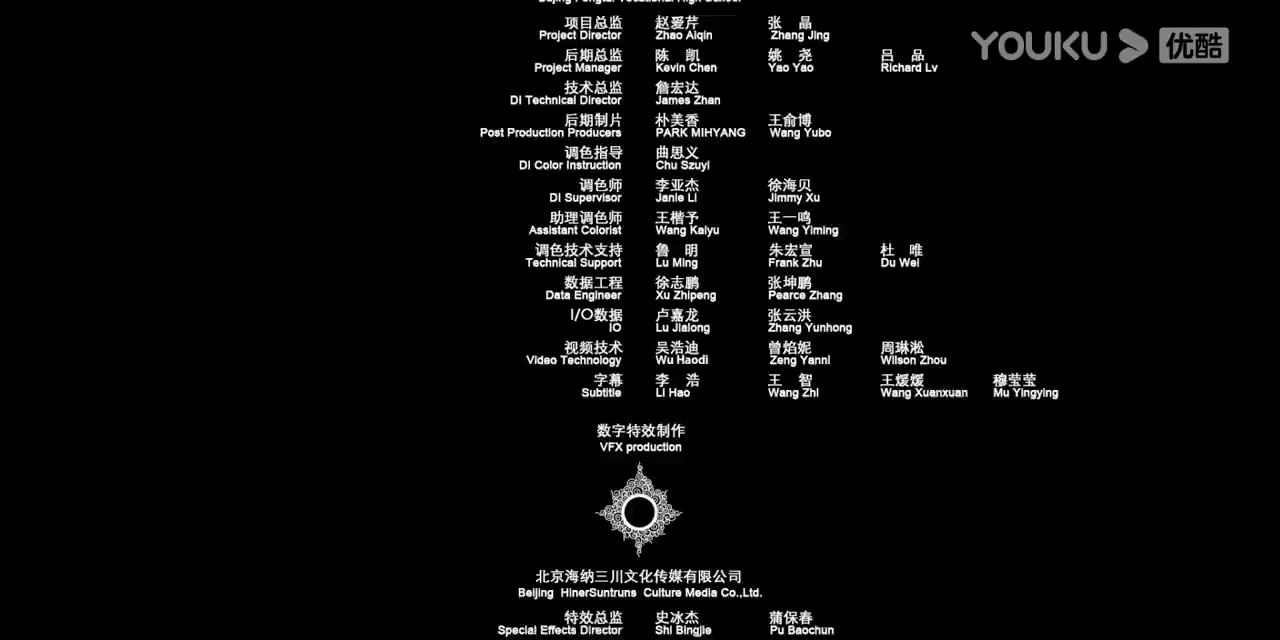 Beijing Fengtai Vocational High School
YOUKU 优酷
项目总监 赵爱芹 张 晶
Project Director Zhao Aiqin Zhang Jing
后期总监 陈 凯 姚 尧 吕 品
Project Manager Kevin Chen Yao Yao Richard Lv
技术总监 詹宏达
DI Technical Director James Zhan
后期制片 朴美香 王俞博
Post Production Producers PARK MIHYANG Wang Yubo
调色指导 曲思义
DI Color Instruction Chu Szuyi
调色师 李亚杰 徐海贝
DI Supervisor Janie Li Jimmy Xu
助理调色师 王楷予 王一鸣
Assistant Colorist Wang Kaiyu Wang Yiming
调色技术支持 鲁 明 朱宏宣 杜 唯
Technical Support Lu Ming Frank Zhu Du Wei
数据工程 徐志鹏 张坤鹏
Data Engineer Xu Zhipeng Pearce Zhang
I/O数据 卢嘉龙 张云洪
IO Lu Jialong Zhang Yunhong
视频技术 吴浩迪 曾焰妮 周琳淞
Video Technology Wu Haodi Zeng Yanni Wilson Zhou
字幕 李 浩 王 智 王煖煖 穆莹莹
Subtitle Li Hao Wang Zhi Wang Xuanxuan Mu Yingying
数字特效制作
VFX production
北京海纳三川文化传媒有限公司
Beijing HinerSuntruns Culture Media Co.,Ltd.
特效总监 史冰杰 蒲保春
Special Effects Director Shi Bingjie Pu Baochun